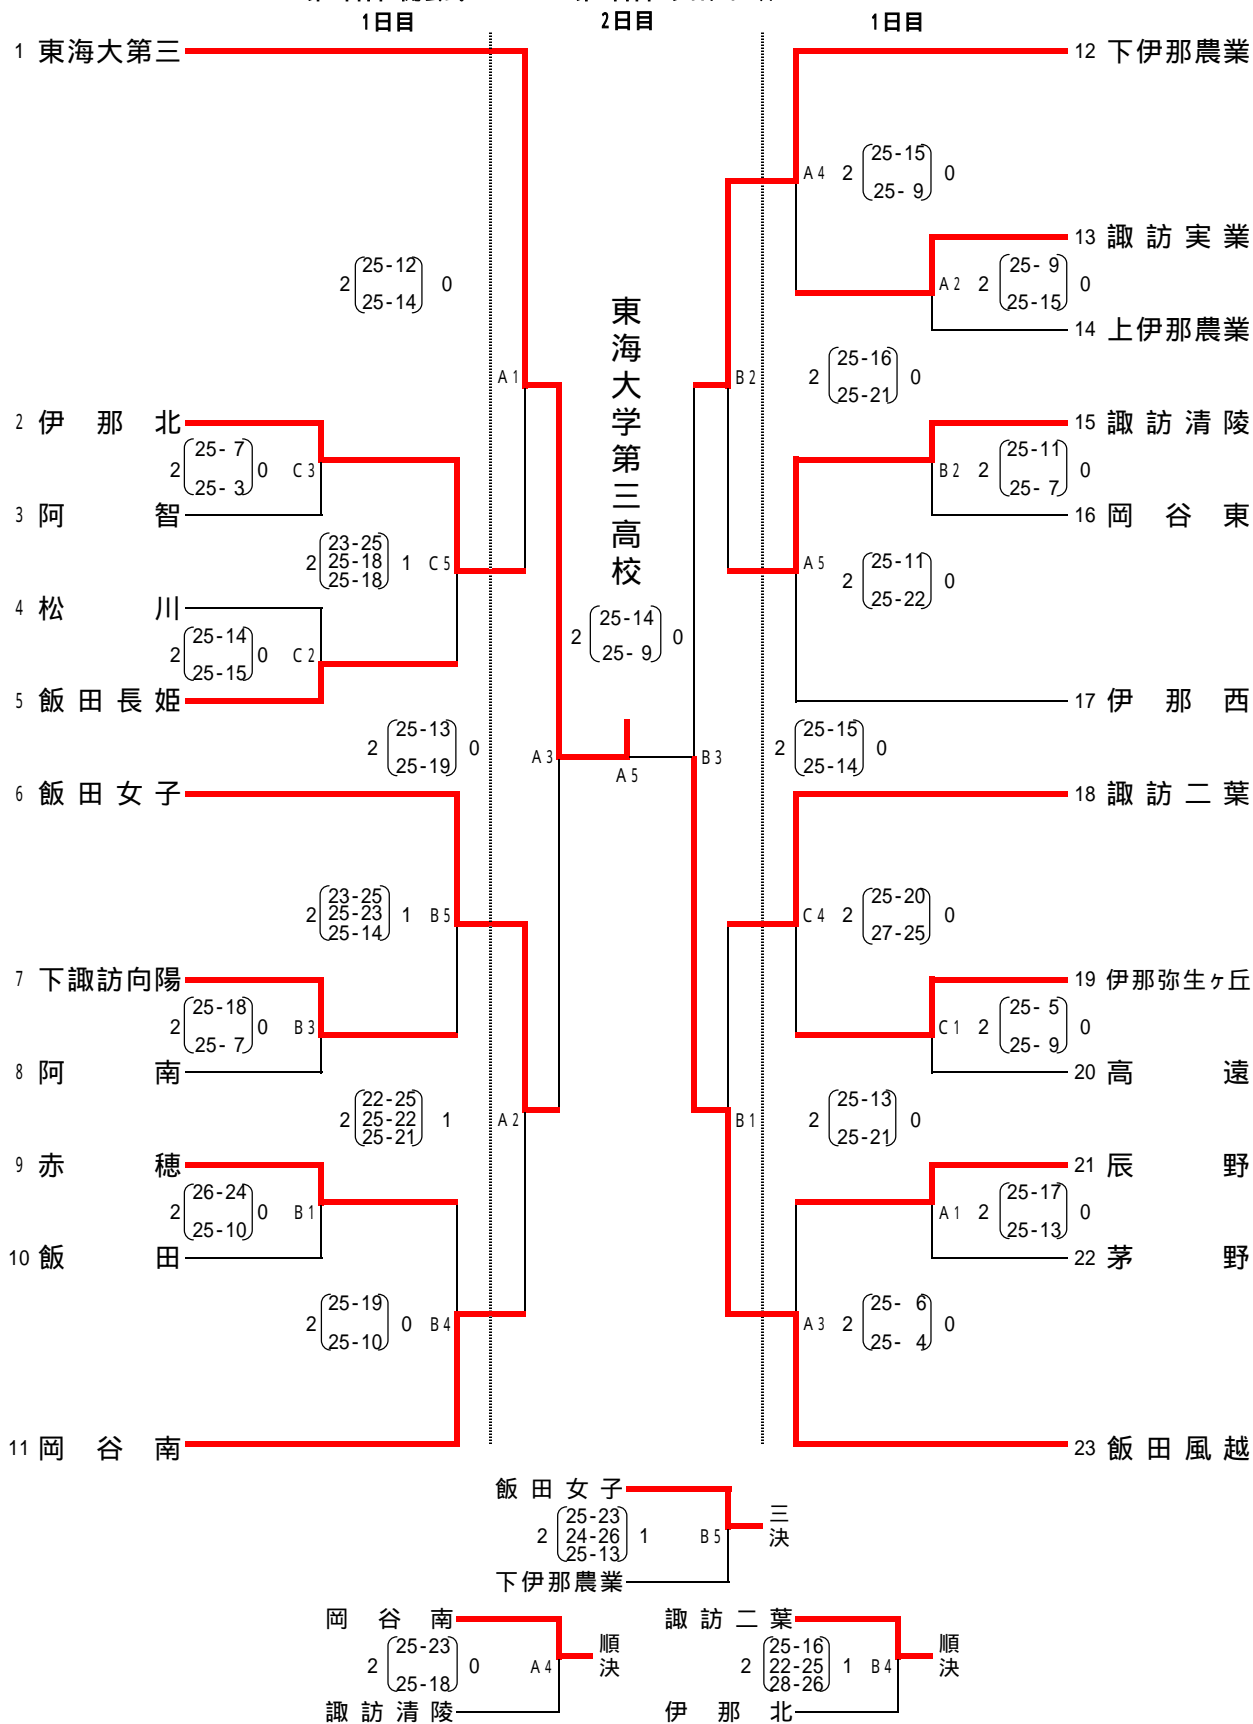 1日目 2日目 1日目
1 東海大第三
12 下伊那農業
A4 2 25-15 0
25- 9
13 諏訪実業
2 25-12 0
25-14
A2 2 25- 9 0
25-15
14 上伊那農業
東海大学第三高校
A1
B2
2 25-16 0
25-21
2 伊那北
15 諏訪清陵
2 25- 7 0 C3
25- 3
B2 2 25-11 0
25- 7
3 阿智
16 岡谷東
2 23-25 1 C5
25-18
25-18
A5 2 25-11 0
25-22
4 松川
2 25-14 0
25- 9
2 25-14 0 C2
25-15
5 飯田長姫
17 伊那西
2 25-13 0
25-19
A3
A5
B3
2 25-15 0
25-14
6 飯田女子
18 諏訪二葉
2 23-25 1 B5
25-23
25-14
C4 2 25-20 0
27-25
7 下諏訪向陽
19 伊那弥生ヶ丘
2 25-18 0 B3
25- 7
C1 2 25- 5 0
25- 9
8 阿南
20 高遠
2 22-25 1
25-22
25-21
A2
B1
2 25-13 0
25-21
9 赤穂
21 辰野
2 26-24 0 B1
25-10
A1 2 25-17 0
25-13
10 飯田
22 茅野
2 25-19 0 B4
25-10
A3 2 25- 6 0
25- 4
11 岡谷南
23 飯田風越
飯田女子
2 25-23 1 B5
24-26
25-13
三決
下伊那農業
岡谷南
2 25-23 0 A4
25-18
順決
諏訪清陵
諏訪二葉
2 25-16 1 B4
22-25
28-26
順決
伊那北